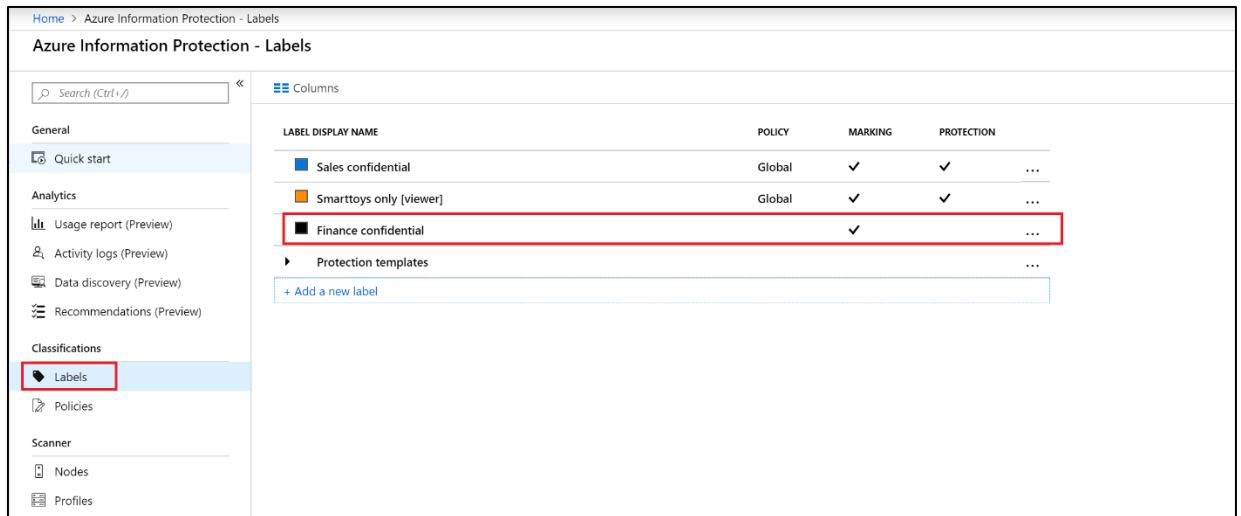 Home > Azure Information Protection - Labels
Azure Information Protection - Labels
Search (Ctrl+/)
«
General
Quick start
Analytics
Usage report (Preview)
Activity logs (Preview)
Data discovery (Preview)
Recommendations (Preview)
Classifications
Labels
Policies
Scanner
Nodes
Profiles
Columns
LABEL DISPLAY NAME POLICY MARKING PROTECTION
Sales confidential Global ✓ ✓ ...
Smarttoys only [viewer] Global ✓ ✓ ...
Finance confidential ✓ ...
Protection templates ...
+ Add a new label